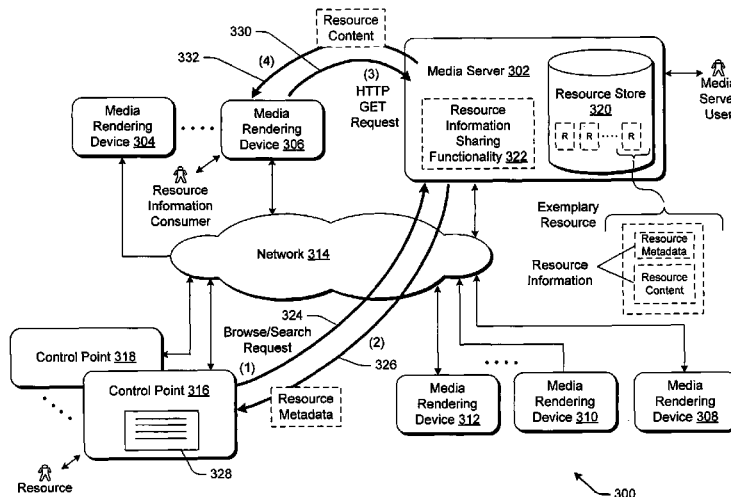 Resource
Content
330
332
(4)
(3)
HTTP
GET
Request
Media Server 302
Resource Store
320
R R R
Resource
Information
Sharing
Functionality 322
Media
Server
User
Media
Rendering
Device 304
Media
Rendering
Device 306
Resource
Information
Consumer
Exemplary
Resource
Resource
Metadata
Resource
Information
Resource
Content
Network 314
324
Browse/Search
Request
(1)
(2)
326
Control Point 318
Control Point 316
Resource
Metadata
328
Resource
Media
Rendering
Device 312
Media
Rendering
Device 310
Media
Rendering
Device 308
300